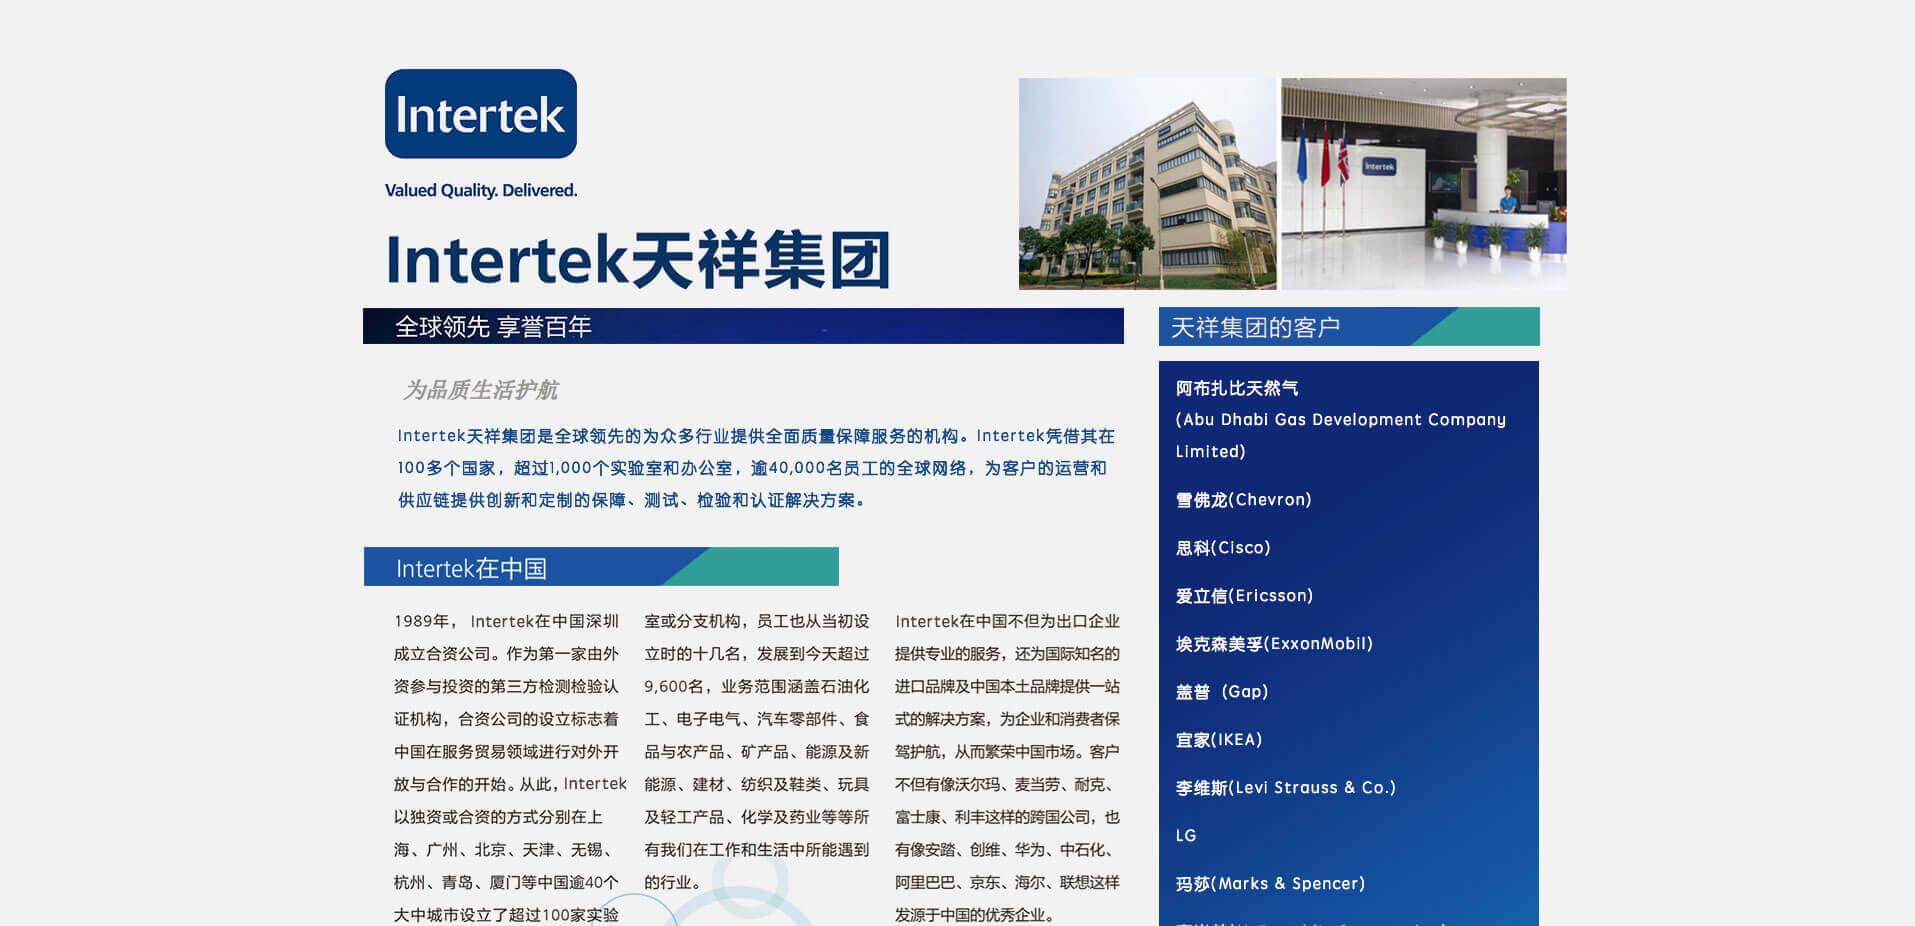 Intertek
Valued Quality. Delivered.
Intertek天祥集团
Intertek
全球领先 享誉百年
为品质生活护航
Intertek天祥集团是全球领先的为众多行业提供全面质量保障服务的机构。Intertek凭借其在
100多个国家，超过1,000个实验室和办公室，逾40,000名员工的全球网络，为客户的运营和
供应链提供创新和定制的保障、测试、检验和认证解决方案。
Intertek在中国
1989年， Intertek在中国深圳
成立合资公司。作为第一家由外
资参与投资的第三方检测检验认
证机构，合资公司的设立标志着
中国在服务贸易领域进行对外开
放与合作的开始。从此，Intertek
以独资或合资的方式分别在上
海、广州、北京、天津、无锡、
杭州、青岛、厦门等中国逾40个
大中城市设立了超过100家实验
室或分支机构，员工也从当初设
立时的十几名，发展到今天超过
9,600名，业务范围涵盖石油化
工、电子电气、汽车零部件、食
品与农产品、矿产品、能源及新
能源、建材、纺织及鞋类、玩具
及轻工产品、化学及药业等等所
有我们在工作和生活中所能遇到
的行业。
Intertek在中国不但为出口企业
提供专业的服务，还为国际知名的
进口品牌及中国本土品牌提供一站
式的解决方案，为企业和消费者保
驾护航，从而繁荣中国市场。客户
不但有像沃尔玛、麦当劳、耐克、
富士康、利丰这样的跨国公司，也
有像安踏、创维、华为、中石化、
阿里巴巴、京东、海尔、联想这样
发源于中国的优秀企业。
天祥集团的客户
阿布扎比天然气
(Abu Dhabi Gas Development Company
Limited)
雪佛龙(Chevron)
思科(Cisco)
爱立信(Ericsson)
埃克森美孚(ExxonMobil)
盖普（Gap)
宜家(IKEA)
李维斯(Levi Strauss & Co.)
LG
玛莎(Marks & Spencer)